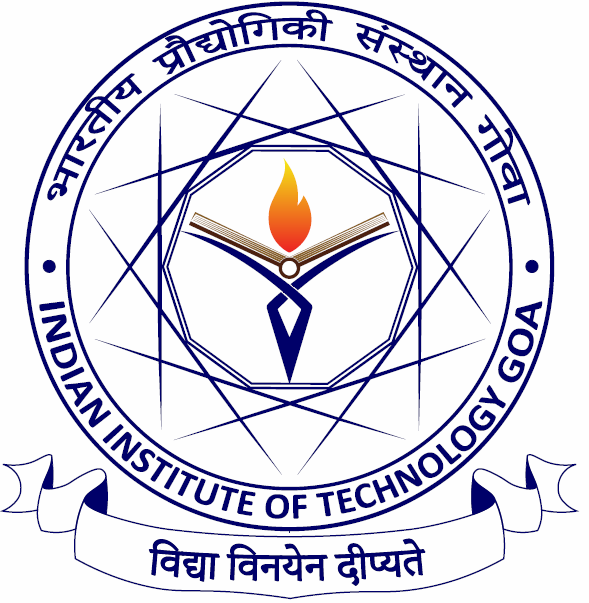 भारतीय प्रौद्योगिकी संस्थान गोवा
INDIAN INSTITUTE OF TECHNOLOGY GOA
विद्या विनयेन दीप्यते